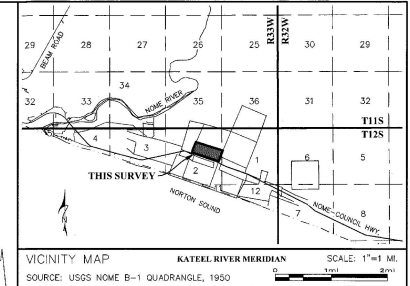 R33W
R32W
29 28 27 26 25 30 29
BEAM ROAD
34
NOME RIVER
32 33 35 36 31 32
T11S
T12S
4 3 1 6 5
THIS SURVEY
2
11 12
NORTON SOUND
7 8
NOME-COUNCIL HWY.
N
VICINITY MAP
KATEEL RIVER MERIDIAN
SCALE: 1"=1 MI.
SOURCE: USGS NOME B-1 QUADRANGLE, 1950
0 1mi 2mi